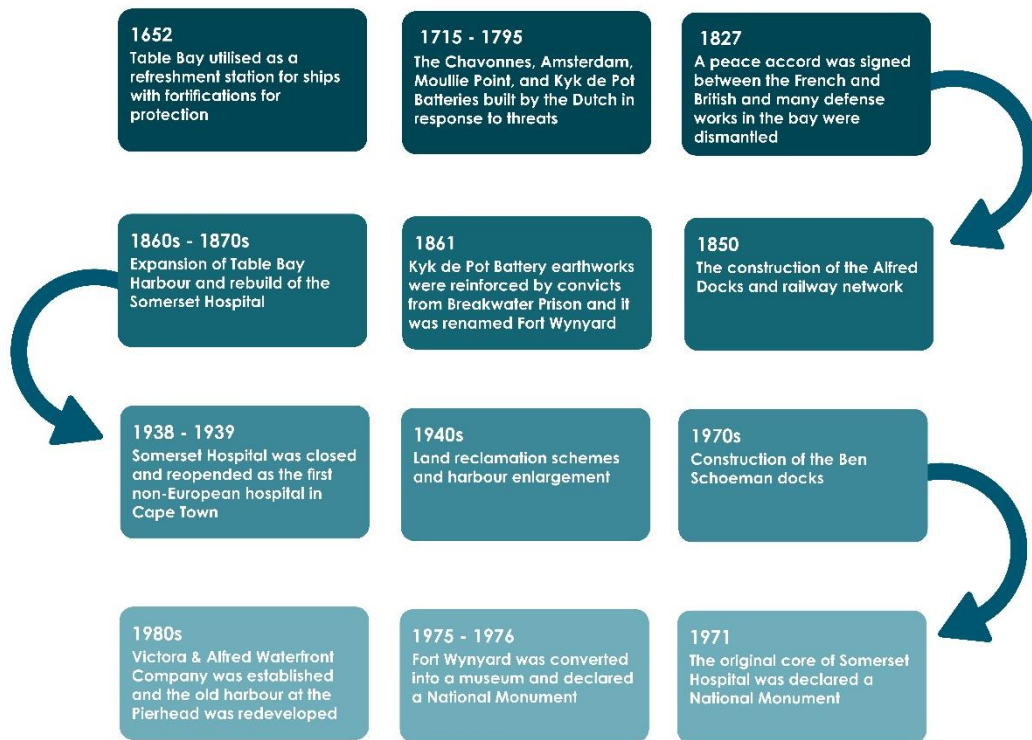 1652
Table Bay utilised as a
refreshment station for ships
with fortifications for
protection
1715 - 1795
The Chavonnes, Amsterdam,
Moullie Point, and Kyk de Pot
Batteries built by the Dutch in
response to threats
1827
A peace accord was signed
between the French and
British and many defense
works in the bay were
dismantled
1850
The construction of the Alfred
Docks and railway network
1861
Kyk de Pot Battery earthworks
were reinforced by convicts
from Breakwater Prison and it
was renamed Fort Wynyard
1860s - 1870s
Expansion of Table Bay
Harbour and rebuild of the
Somerset Hospital
1938 - 1939
Somerset Hospital was closed
and reopended as the first
non-European hospital in
Cape Town
1940s
Land reclamation schemes
and harbour enlargement
1970s
Construction of the Ben
Schoeman docks
1971
The original core of Somerset
Hospital was declared a
National Monument
1975 - 1976
Fort Wynyard was converted
into a museum and declared
a National Monument
1980s
Victora & Alfred Waterfront
Company was established
and the old harbour at the
Pierhead was redeveloped